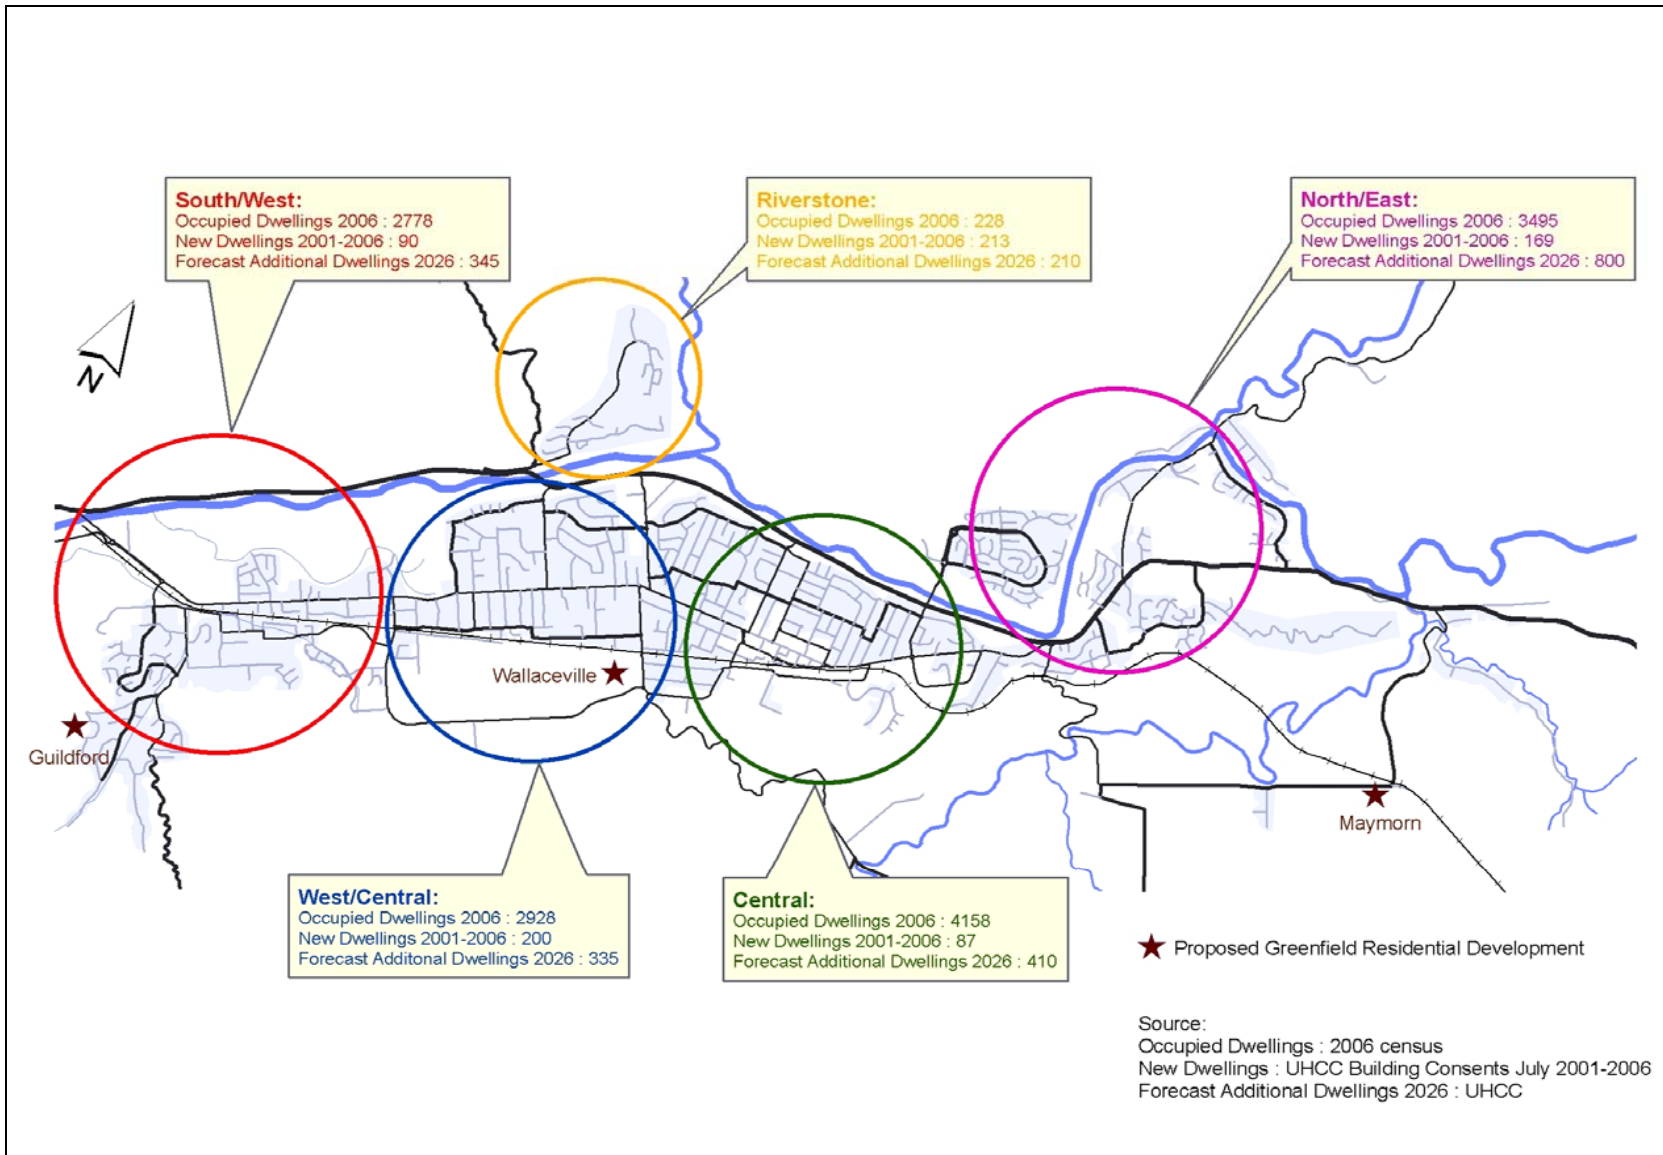 South/West:
Occupied Dwellings 2006 : 2778
New Dwellings 2001-2006 : 90
Forecast Additional Dwellings 2026 : 345
Riverstone:
Occupied Dwellings 2006 : 228
New Dwellings 2001-2006 : 213
Forecast Additional Dwellings 2026 : 210
North/East:
Occupied Dwellings 2006 : 3495
New Dwellings 2001-2006 : 169
Forecast Additional Dwellings 2026 : 800
N
Wallaceville
Guildford
Maymorn
West/Central:
Occupied Dwellings 2006 : 2928
New Dwellings 2001-2006 : 200
Forecast Additonal Dwellings 2026 : 335
Central:
Occupied Dwellings 2006 : 4158
New Dwellings 2001-2006 : 87
Forecast Additional Dwellings 2026 : 410
Proposed Greenfield Residential Development
Source:
Occupied Dwellings : 2006 census
New Dwellings : UHCC Building Consents July 2001-2006
Forecast Additional Dwellings 2026 : UHCC